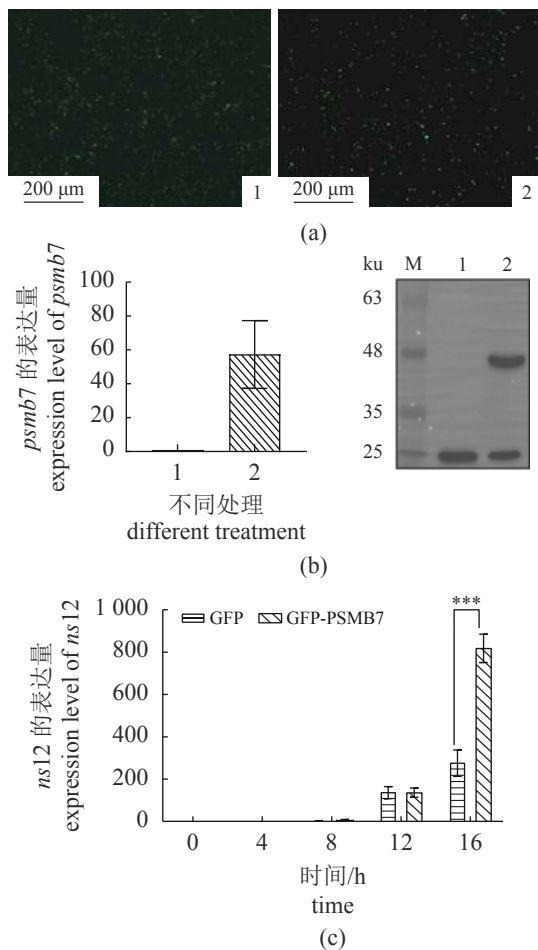 200 μm
1
200 μm
2
(a)
psmb7 的表达量
expression level of psmb7
100
80
60
40
20
0
1
2
不同处理
different treatment
ku M 1 2
63
48
35
25
(b)
ns12 的表达量
expression level of ns12
1 000
800
600
400
200
0
GFP GFP-PSMB7
***
0 4 8 12 16
时间/h
time
(c)